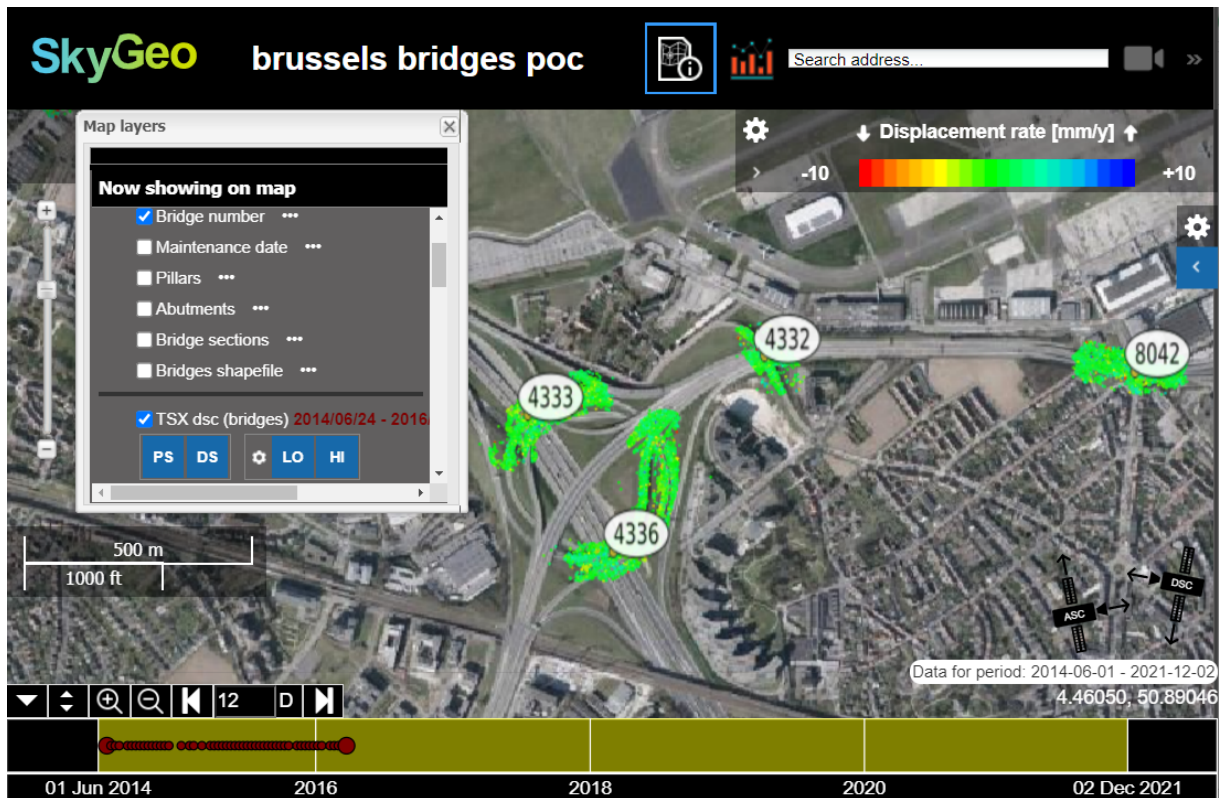 SkyGeo
brussels bridges poc
Search address...
»
Map layers
Now showing on map
Bridge number •••
Maintenance date •••
Pillars •••
Abutments •••
Bridge sections •••
Bridges shapefile •••
TSX dsc (bridges) 2014/06/24 - 2016/
PS DS LO HI
Displacement rate [mm/y]
-10 +10
4332
8042
4333
4336
500 m
1000 ft
ASC
DSC
Data for period: 2014-06-01 - 2021-12-02
4.46050, 50.89046
12 D
01 Jun 2014 2016 2018 2020 02 Dec 2021